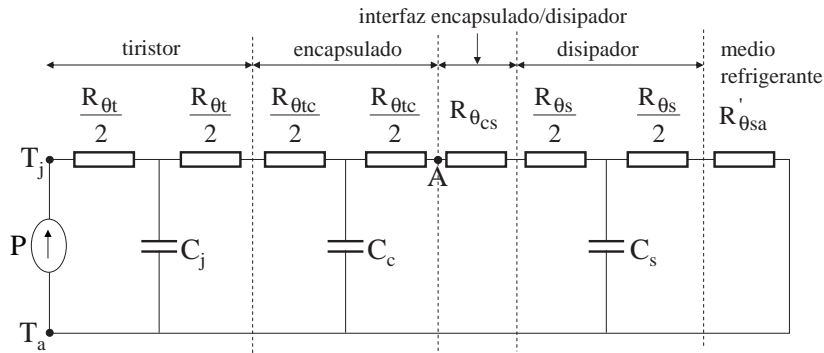 interfaz encapsulado/disipador
tiristor
encapsulado
disipador
medio
refrigerante
Rθt
2
Rθt
2
Rθtc
2
Rθtc
2
Rθcs
Rθs
2
Rθs
2
R'θsa
Tj
A
P
Cj
Cc
Cs
Ta